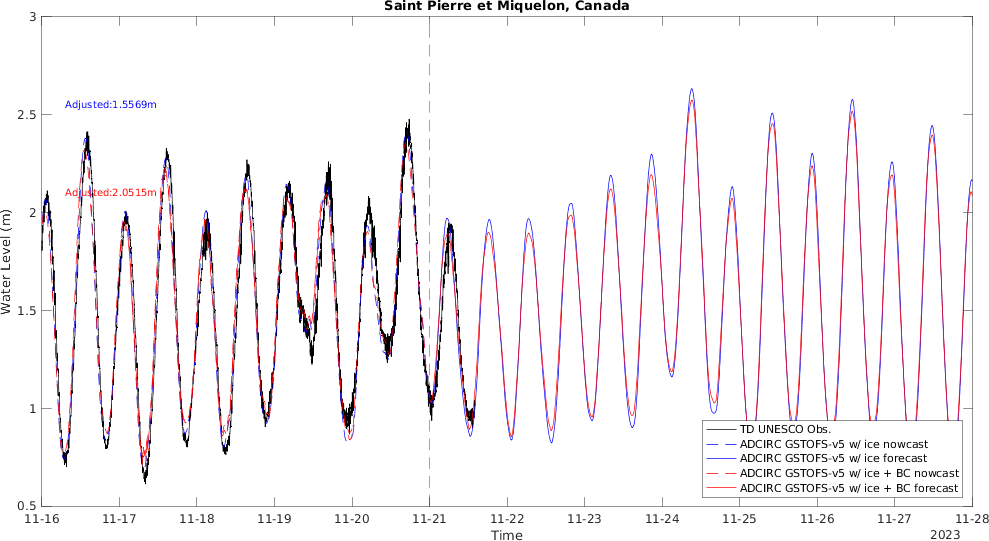 Saint Pierre et Miquelon, Canada
3
2.5
2
1.5
1
0.5
Water Level (m)
Adjusted:1.5569m
Adjusted:2.0515m
TD UNESCO Obs.
ADCIRC GSTOFS-v5 w/ ice nowcast
ADCIRC GSTOFS-v5 w/ ice forecast
ADCIRC GSTOFS-v5 w/ ice + BC nowcast
ADCIRC GSTOFS-v5 w/ ice + BC forecast
11-16 11-17 11-18 11-19 11-20 11-21 11-22 11-23 11-24 11-25 11-26 11-27 11-28
Time
2023